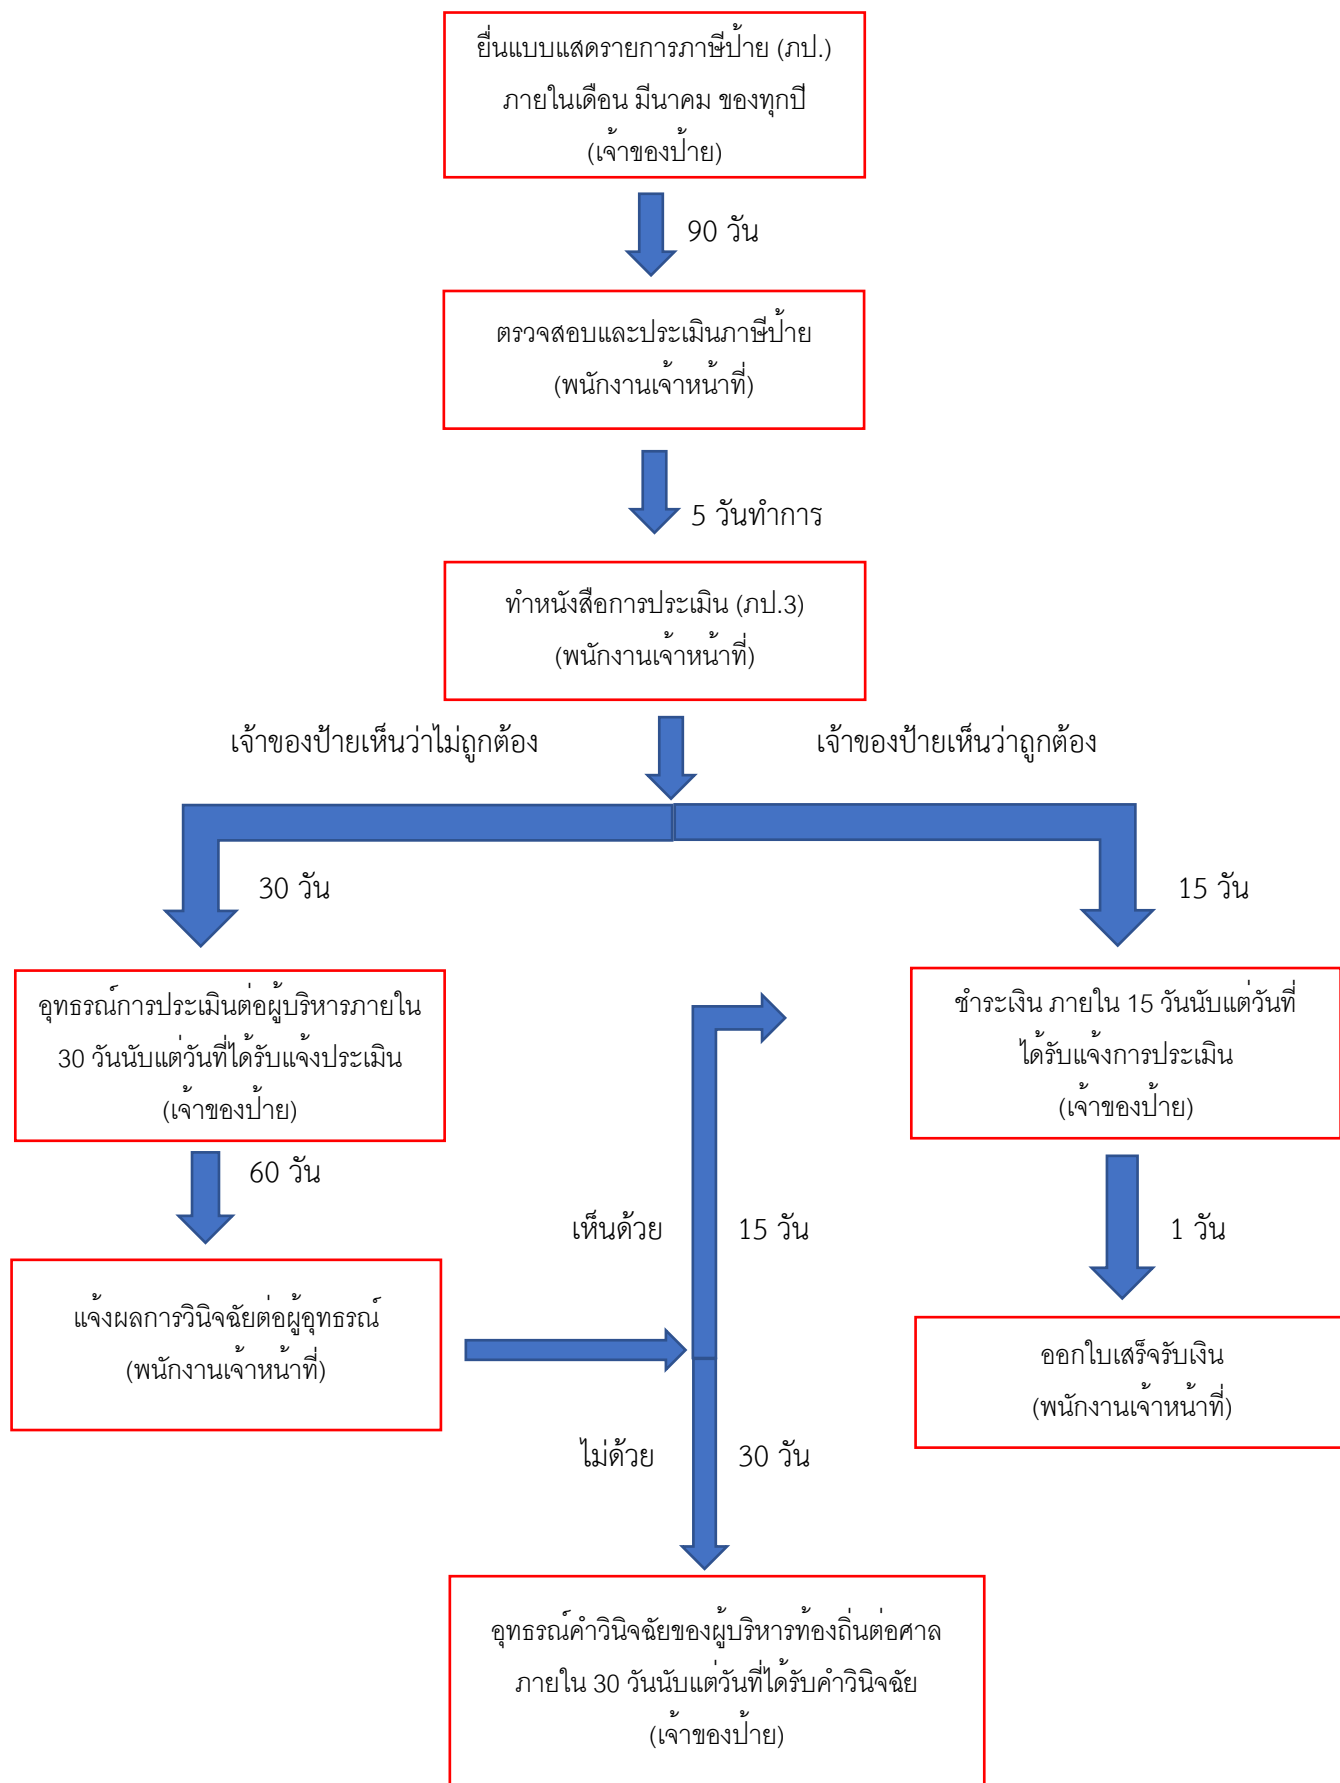 ยื่นแบบแสดรายการภาษีป้าย (ภป.)
ภายในเดือน มีนาคม ของทุกปี
(เจ้าของป้าย)
90 วัน
ตรวจสอบและประเมินภาษีป้าย
(พนักงานเจ้าหน้าที่)
5 วันทำการ
ทำหนังสือการประเมิน (ภป.3)
(พนักงานเจ้าหน้าที่)
เจ้าของป้ายเห็นว่าไม่ถูกต้อง
เจ้าของป้ายเห็นว่าถูกต้อง
30 วัน
15 วัน
อุทธรณ์การประเมินต่อผู้บริหารภายใน
30 วันนับแต่วันที่ได้รับแจ้งประเมิน
(เจ้าของป้าย)
ชำระเงิน ภายใน 15 วันนับแต่วันที่
ได้รับแจ้งการประเมิน
(เจ้าของป้าย)
60 วัน
เห็นด้วย
15 วัน
1 วัน
แจ้งผลการวินิจฉัยต่อผู้อุทธรณ์
(พนักงานเจ้าหน้าที่)
ออกใบเสร็จรับเงิน
(พนักงานเจ้าหน้าที่)
ไม่ด้วย
30 วัน
อุทธรณ์คำวินิจฉัยของผู้บริหารท้องถิ่นต่อศาล
ภายใน 30 วันนับแต่วันที่ได้รับคำวินิจฉัย
(เจ้าของป้าย)